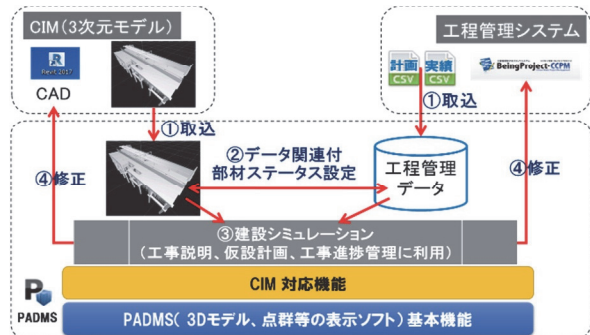 CIM(3次元モデル)
Revit 2017
CAD
工程管理システム
計画
CSV
実績
CSV
BeingProject-CCPM
①取込
①取込
②データ関連付
部材ステータス設定
工程管理
データ
④修正
④修正
③建設シミュレーション
(工事説明、仮設計画、工事進捗管理に利用)
CIM 対応機能
PADMS
PADMS( 3Dモデル、点群等の表示ソフト) 基本機能